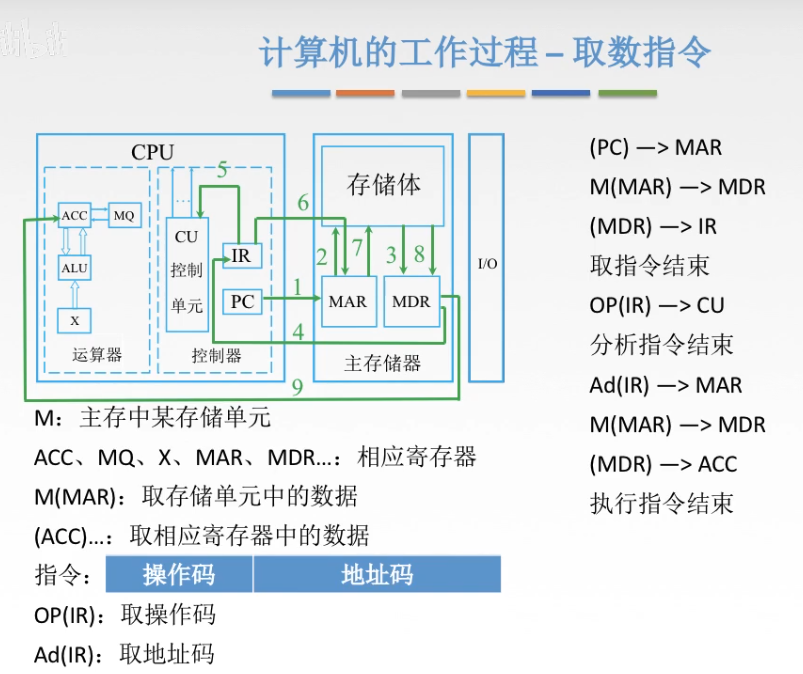 计算机的工作过程 – 取数指令
CPU
5
6
ACC
MQ
...
CU
控制
单元
IR
PC
ALU
X
运算器
控制器
1
4
9
存储体
2
7
3
8
MAR
MDR
主存储器
I/O
(PC) —> MAR
M(MAR) —> MDR
(MDR) —> IR
取指令结束
OP(IR) —> CU
分析指令结束
Ad(IR) —> MAR
M(MAR) —> MDR
(MDR) —> ACC
执行指令结束
M：主存中某存储单元
ACC、MQ、X、MAR、MDR...：相应寄存器
M(MAR)：取存储单元中的数据
(ACC)...：取相应寄存器中的数据
指令： 操作码 地址码
OP(IR)：取操作码
Ad(IR)：取地址码